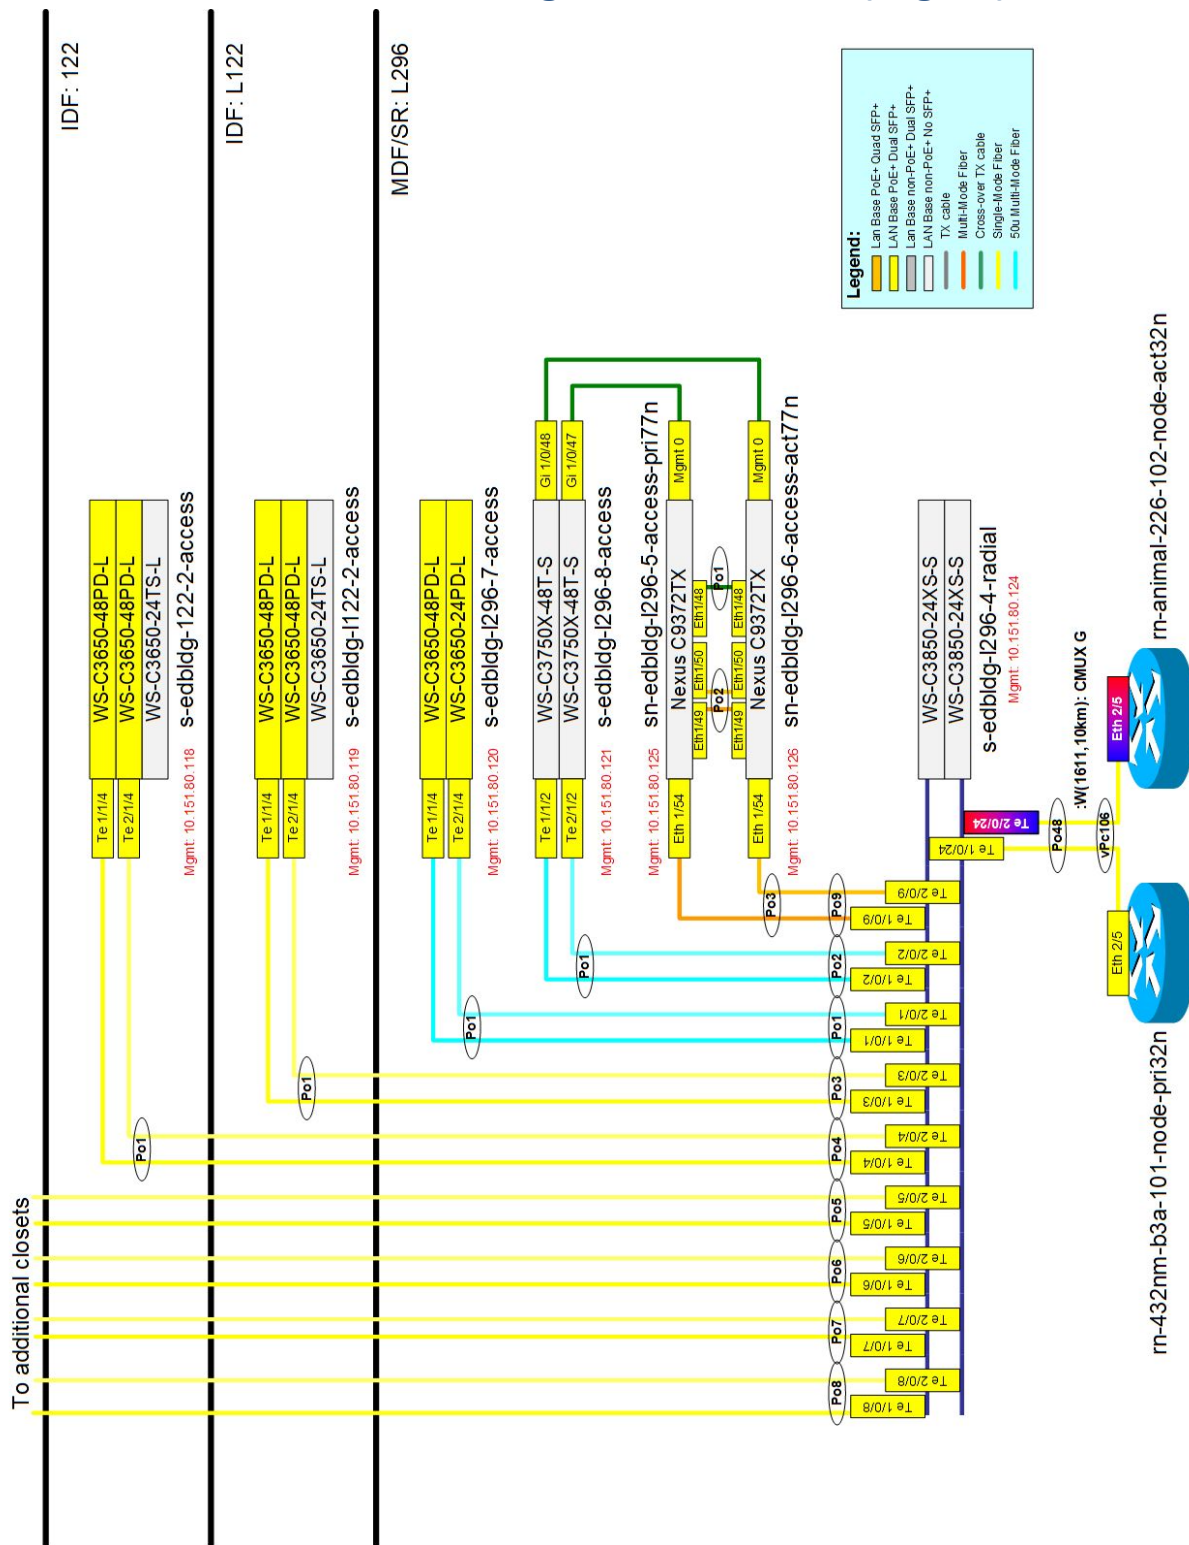 To additional closets
IDF: 122
WS-C3650-48PD-L
WS-C3650-48PD-L
WS-C3650-24TS-L
s-edbldg-122-2-access
Mgmt: 10.151.80.118
Te 1/1/4
Te 2/1/4
Po1
IDF: L122
WS-C3650-48PD-L
WS-C3650-48PD-L
WS-C3650-24TS-L
s-edbldg-l122-2-access
Mgmt: 10.151.80.119
Te 1/1/4
Te 2/1/4
Po1
MDF/SR: L296
WS-C3650-48PD-L
WS-C3650-24PD-L
s-edbldg-l296-7-access
Mgmt: 10.151.80.120
Te 1/1/4
Te 2/1/4
Po1
Gi 1/0/48
Gi 1/0/47
WS-C3750X-48T-S
WS-C3750X-48T-S
s-edbldg-l296-8-access
Mgmt: 10.151.80.121
Te 1/1/2
Te 2/1/2
Po1
sn-edbldg-l296-5-access-pri77n
Mgmt: 10.151.80.125
Mgmt 0
Nexus C9372TX
Eth 1/54
Eth1/49
Eth1/50
Eth1/48
Po2
Po1
Eth1/49
Eth1/50
Eth1/48
Mgmt 0
Nexus C9372TX
Eth 1/54
sn-edbldg-l296-6-access-act77n
Mgmt: 10.151.80.126
Po3
Legend:
Lan Base PoE+ Quad SFP+
LAN Base PoE+ Dual SFP+
Lan Base non-PoE+ Dual SFP+
LAN Base non-PoE+ No SFP+
TX cable
Multi-Mode Fiber
Cross-over TX cable
Single-Mode Fiber
50u Multi-Mode Fiber
Po8
Po7
Po6
Po5
Po4
Po3
Po1
Po2
Po9
Te 1/0/8
Te 2/0/8
Te 1/0/7
Te 2/0/7
Te 1/0/6
Te 2/0/6
Te 1/0/5
Te 2/0/5
Te 1/0/4
Te 2/0/4
Te 1/0/3
Te 2/0/3
Te 1/0/1
Te 2/0/1
Te 1/0/2
Te 2/0/2
Te 1/0/9
Te 2/0/9
Te 1/0/24
Te 2/0/24
WS-C3850-24XS-S
WS-C3850-24XS-S
s-edbldg-l296-4-radial
Mgmt: 10.151.80.124
Po48
:W(1611,10km): CMUX G
vPc106
Eth 2/5
Eth 2/5
rn-432nm-b3a-101-node-pri32n
rn-animal-226-102-node-act32n